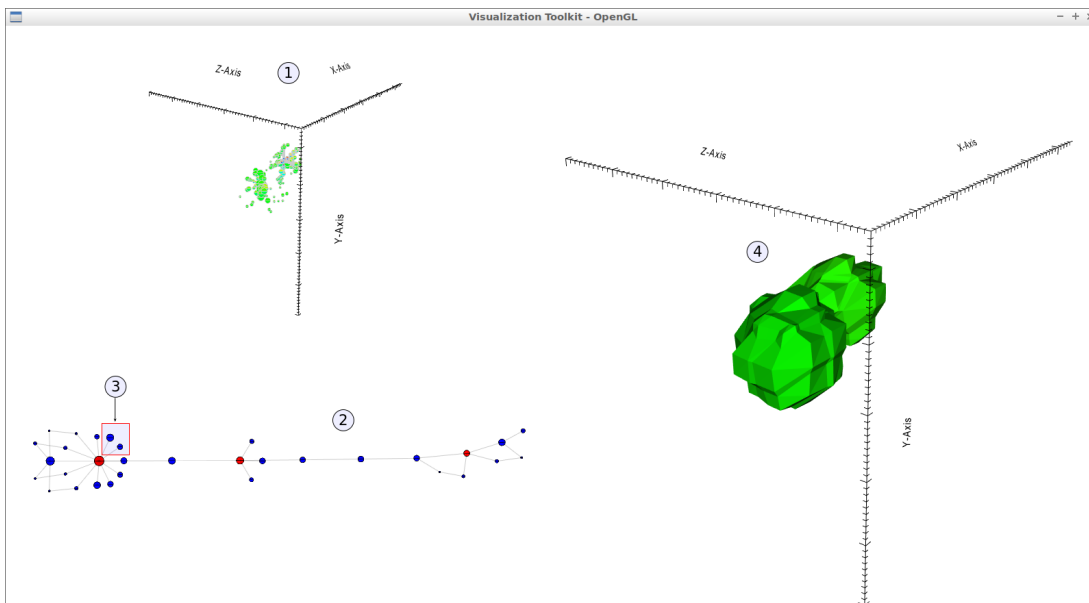 Visualization Toolkit - OpenGL
Z-Axis
1
X-Axis
Y-Axis
Z-Axis
X-Axis
4
Y-Axis
3
2